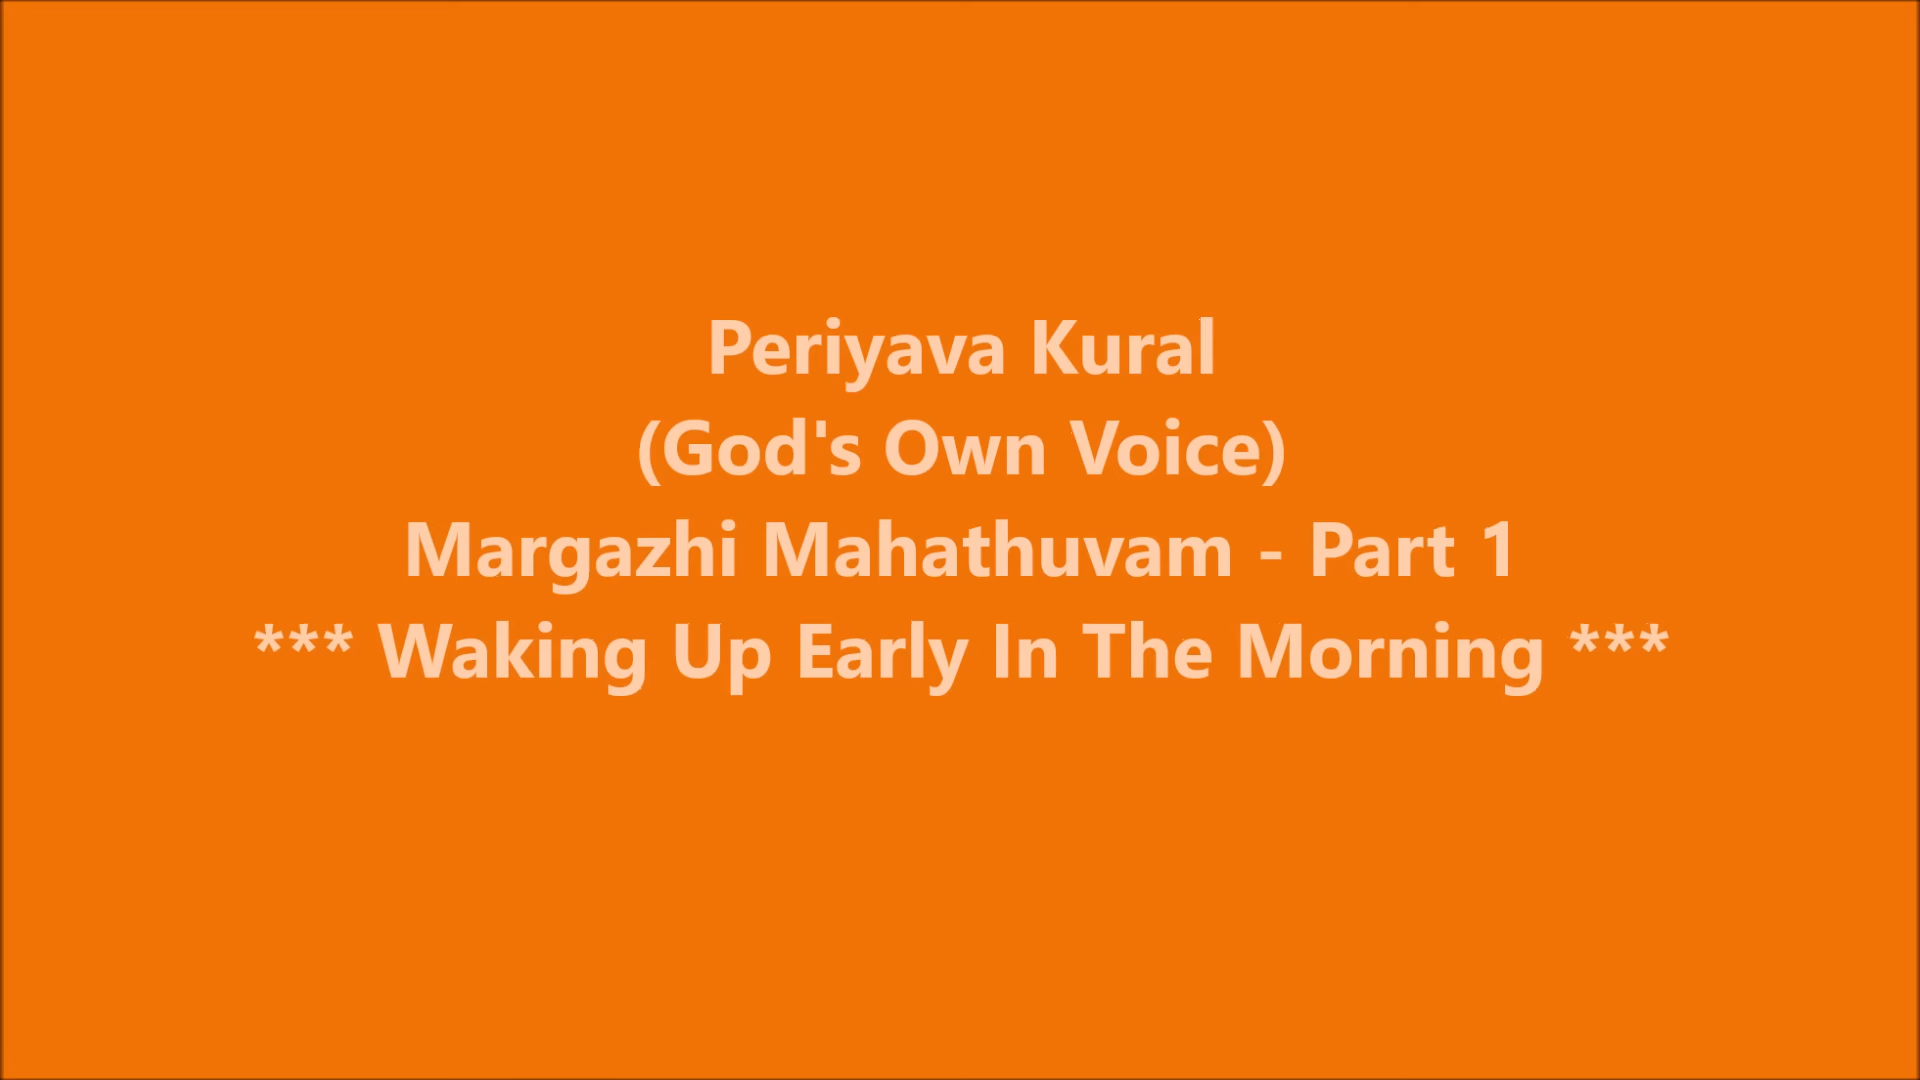 Periyava Kural
(God's Own Voice)
Margazhi Mahathuvam - Part 1
*** Waking Up Early In The Morning ***